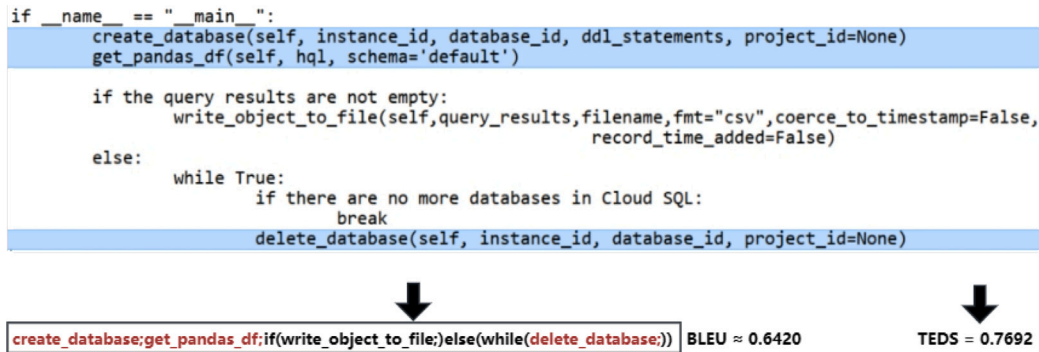 if __name__ == "__main__":
create_database(self, instance_id, database_id, ddl_statements, project_id=None)
get_pandas_df(self, hql, schema='default')
if the query results are not empty:
write_object_to_file(self,query_results,filename,fmt="csv",coerce_to_timestamp=False,
record_time_added=False)
else:
while True:
if there are no more databases in Cloud SQL:
break
delete_database(self, instance_id, database_id, project_id=None)
create_database;get_pandas_df;if(write_object_to_file;)else(while(delete_database;)) BLEU ≈ 0.6420 TEDS = 0.7692